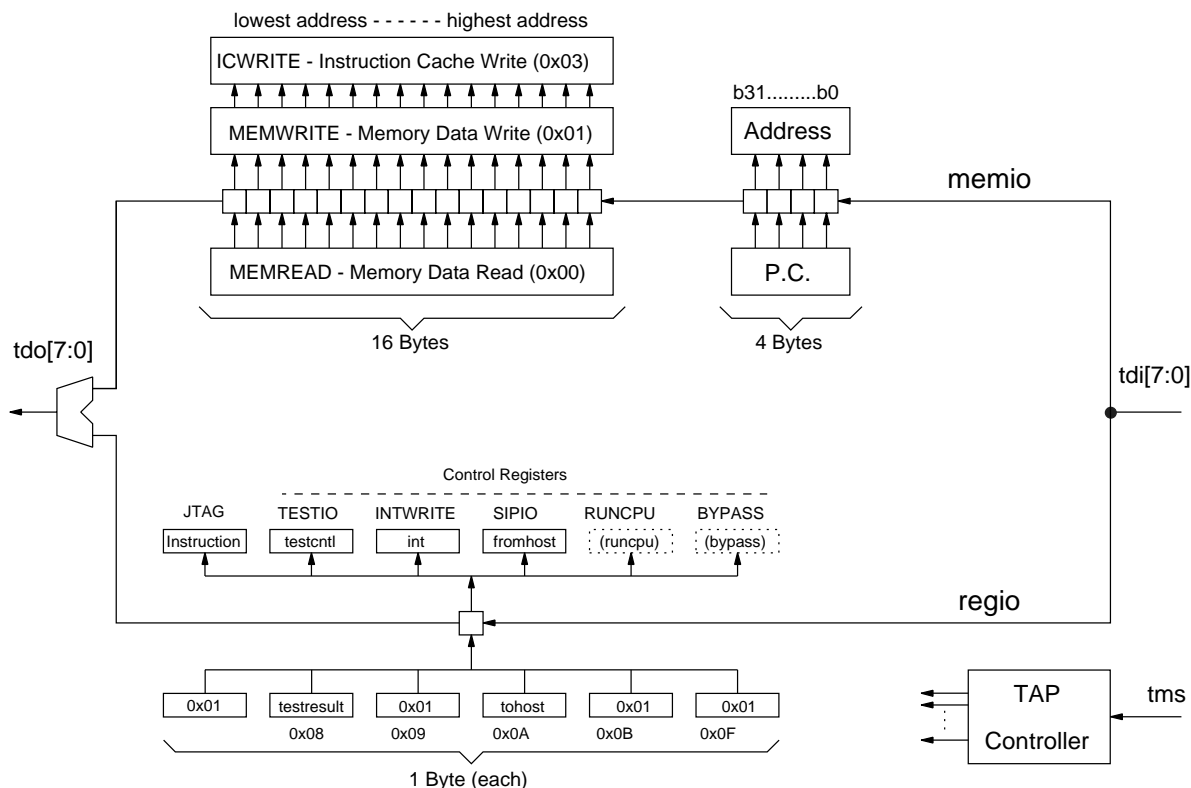 lowest address - - - - - - highest address
ICWRITE - Instruction Cache Write (0x03)
b31.........b0
MEMWRITE - Memory Data Write (0x01)
Address
memio
MEMREAD - Memory Data Read (0x00)
P.C.
16 Bytes
4 Bytes
tdo[7:0]
tdi[7:0]
Control Registers
JTAG TESTIO INTWRITE SIPIO RUNCPU BYPASS
Instruction testcntl int fromhost (runcpu) (bypass)
regio
0x01 testresult 0x01 tohost 0x01 0x01
0x08 0x09 0x0A 0x0B 0x0F
TAP
Controller
tms
1 Byte (each)